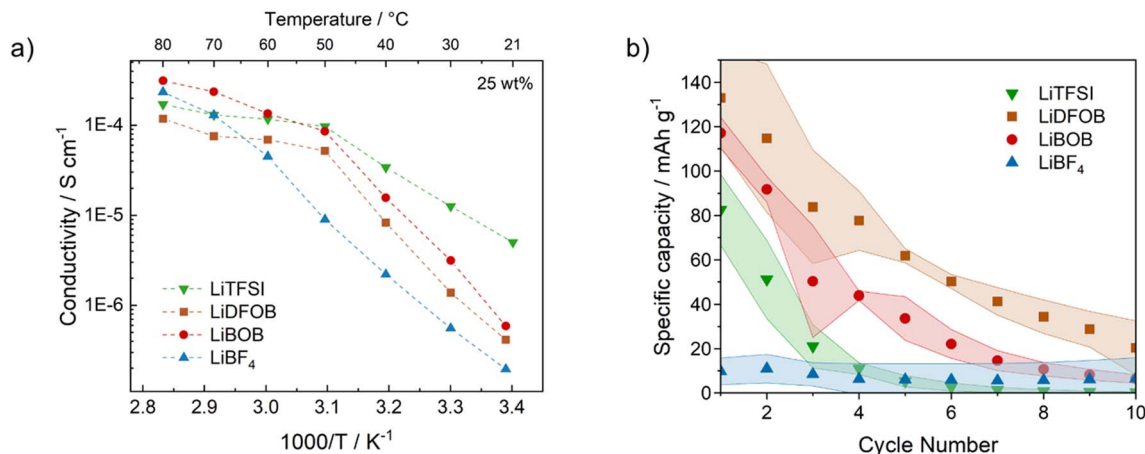 a)
Temperature / °C
80 70 60 50 40 30 21
25 wt%
1E-4
1E-5
1E-6
Conductivity / S cm⁻¹
LiTFSI
LiDFOB
LiBOB
LiBF₄
2.8 2.9 3.0 3.1 3.2 3.3 3.4
1000/T / K⁻¹
b)
140
120
100
80
60
40
20
0
Specific capacity / mAh g⁻¹
LiTFSI
LiDFOB
LiBOB
LiBF₄
2 4 6 8 10
Cycle Number